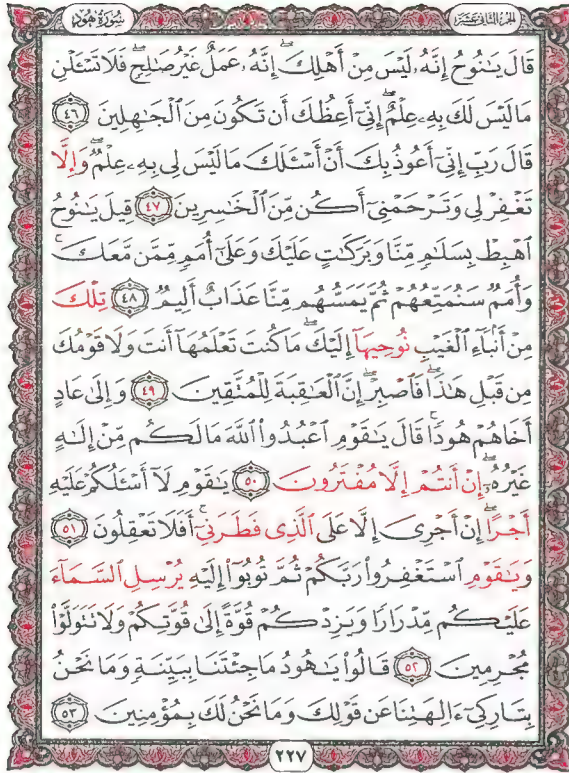 الجزء الثاني عشر
سورة هود
قَالَ يَٰنُوحُ إِنَّهُۥ لَيْسَ مِنْ أَهْلِكَ ۖ إِنَّهُۥ عَمَلٌ غَيْرُ صَٰلِحٍ ۖ فَلَا تَسْـَٔلْنِ
مَا لَيْسَ لَكَ بِهِۦ عِلْمٌ ۖ إِنِّىٓ أَعِظُكَ أَن تَكُونَ مِنَ ٱلْجَٰهِلِينَ ٤٦
قَالَ رَبِّ إِنِّىٓ أَعُوذُ بِكَ أَنْ أَسْـَٔلَكَ مَا لَيْسَ لِى بِهِۦ عِلْمٌ ۖ وَإِلَّا
تَغْفِرْ لِى وَتَرْحَمْنِىٓ أَكُن مِّنَ ٱلْخَٰسِرِينَ ٤٧ قِيلَ يَٰنُوحُ
ٱهْبِطْ بِسَلَٰمٍ مِّنَّا وَبَرَكَٰتٍ عَلَيْكَ وَعَلَىٰٓ أُمَمٍ مِّمَّن مَّعَكَ ۚ
وَأُمَمٌ سَنُمَتِّعُهُمْ ثُمَّ يَمَسُّهُم مِّنَّا عَذَابٌ أَلِيمٌ ٤٨ تِلْكَ
مِنْ أَنۢبَآءِ ٱلْغَيْبِ نُوحِيهَآ إِلَيْكَ ۖ مَا كُنتَ تَعْلَمُهَآ أَنتَ وَلَا قَوْمُكَ
مِن قَبْلِ هَٰذَا ۖ فَٱصْبِرْ ۖ إِنَّ ٱلْعَٰقِبَةَ لِلْمُتَّقِينَ ٤٩ وَإِلَىٰ عَادٍ
أَخَاهُمْ هُودًا ۚ قَالَ يَٰقَوْمِ ٱعْبُدُوا۟ ٱللَّهَ مَا لَكُم مِّنْ إِلَٰهٍ
غَيْرُهُۥٓ ۖ إِنْ أَنتُمْ إِلَّا مُفْتَرُونَ ٥٠ يَٰقَوْمِ لَآ أَسْـَٔلُكُمْ عَلَيْهِ
أَجْرًا ۖ إِنْ أَجْرِىَ إِلَّا عَلَى ٱلَّذِى فَطَرَنِىٓ ۚ أَفَلَا تَعْقِلُونَ ٥١
وَيَٰقَوْمِ ٱسْتَغْفِرُوا۟ رَبَّكُمْ ثُمَّ تُوبُوٓا۟ إِلَيْهِ يُرْسِلِ ٱلسَّمَآءَ
عَلَيْكُم مِّدْرَارًا وَيَزِدْكُمْ قُوَّةً إِلَىٰ قُوَّتِكُمْ وَلَا تَتَوَلَّوْا۟
مُجْرِمِينَ ٥٢ قَالُوا۟ يَٰهُودُ مَا جِئْتَنَا بِبَيِّنَةٍ وَمَا نَحْنُ
بِتَارِكِىٓ ءَالِهَتِنَا عَن قَوْلِكَ وَمَا نَحْنُ لَكَ بِمُؤْمِنِينَ ٥٣
٢٢٧